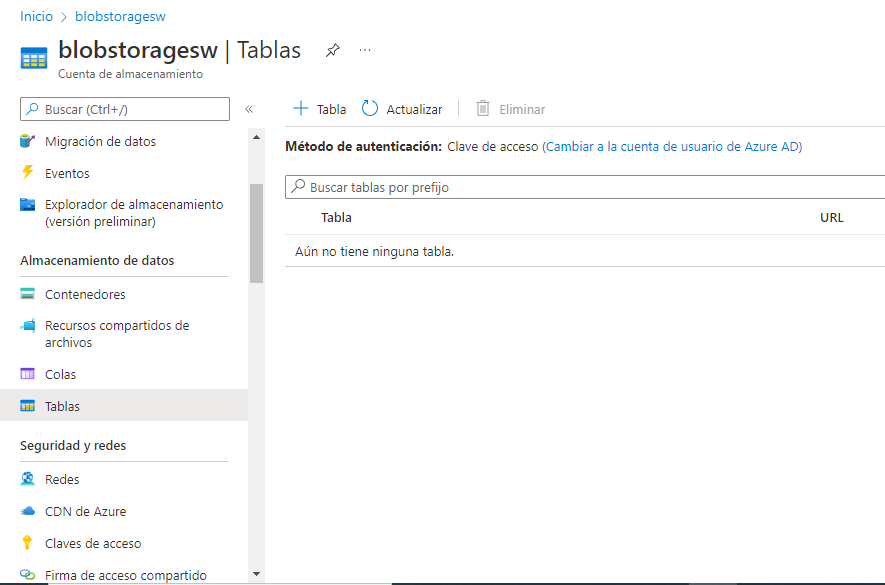 Inicio > blobstoragesw
blobstoragesw | Tablas
Cuenta de almacenamiento
Buscar (Ctrl+/)
Migración de datos
Eventos
Explorador de almacenamiento
(versión preliminar)
Almacenamiento de datos
Contenedores
Recursos compartidos de
archivos
Colas
Tablas
Seguridad y redes
Redes
CDN de Azure
Claves de acceso
Firma de acceso compartido
Tabla Actualizar Eliminar
Método de autenticación: Clave de acceso (Cambiar a la cuenta de usuario de Azure AD)
Buscar tablas por prefijo
Tabla URL
Aún no tiene ninguna tabla.